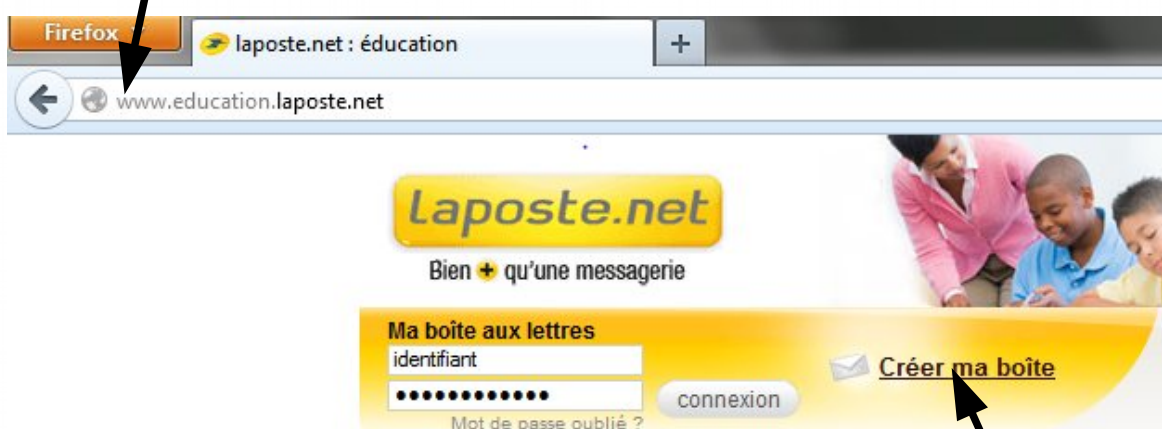 Firefox
laposte.net : éducation
www.education.laposte.net
Laposte.net
Bien + qu'une messagerie
Ma boîte aux lettres
identifiant
Créer ma boîte
••••••••••••
connexion
Mot de passe oublié ?